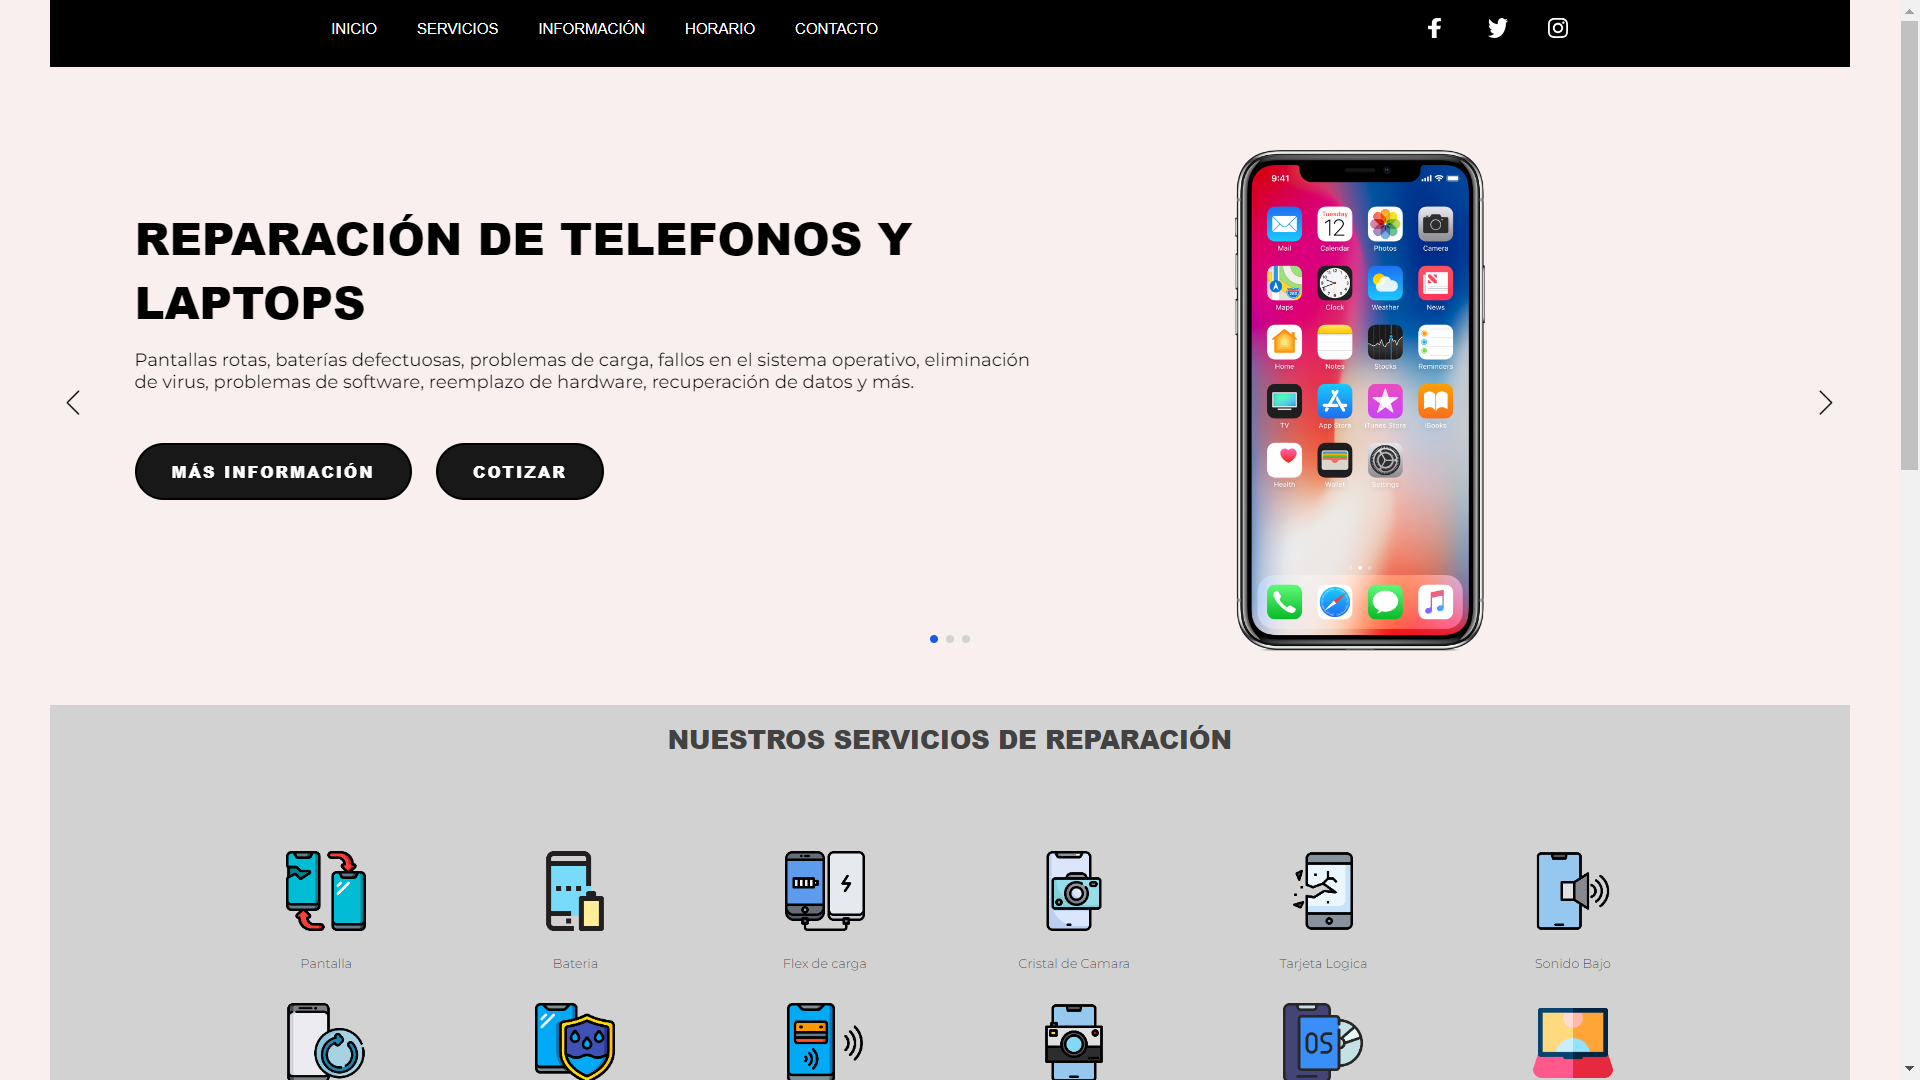 INICIO SERVICIOS INFORMACIÓN HORARIO CONTACTO
REPARACIÓN DE TELEFONOS Y
LAPTOPS
Pantallas rotas, baterías defectuosas, problemas de carga, fallos en el sistema operativo, eliminación
de virus, problemas de software, reemplazo de hardware, recuperación de datos y más.
MÁS INFORMACIÓN COTIZAR
9:41
Tuesday
12
Mail Calendar Photos Camera
Maps Clock Weather News
Home Notes Stocks Reminders
TV App Store iTunes Store iBooks
Health Wallet Settings
NUESTROS SERVICIOS DE REPARACIÓN
Pantalla Bateria Flex de carga Cristal de Camara Tarjeta Logica Sonido Bajo
OS